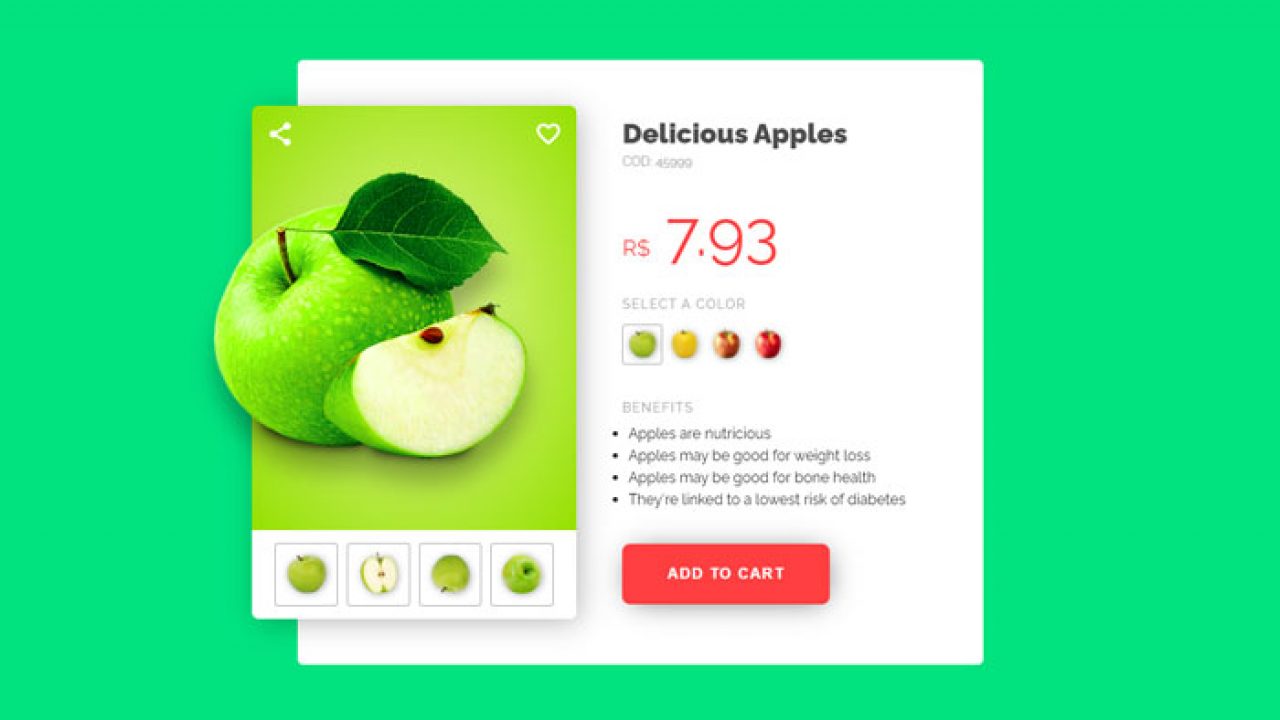 Delicious Apples
COD: 45999
R$ 7.93
SELECT A COLOR
BENEFITS
Apples are nutricious
Apples may be good for weight loss
Apples may be good for bone health
They're linked to a lowest risk of diabetes
ADD TO CART